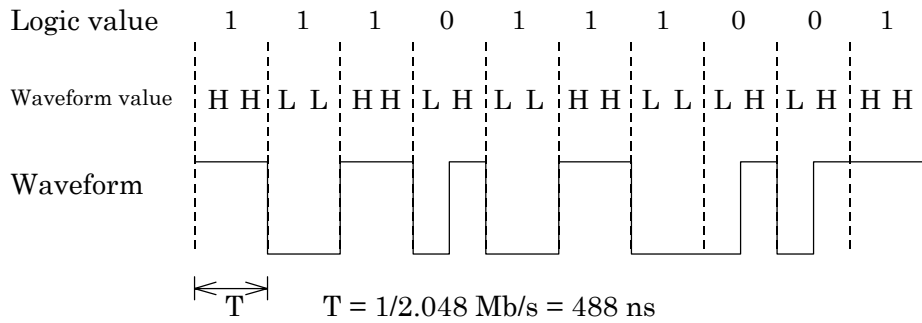 Logic value 1 1 1 0 1 1 1 0 0 1
Waveform value H H L L H H L H L L H H L L L H L H H H
Waveform
T T = 1/2.048 Mb/s = 488 ns